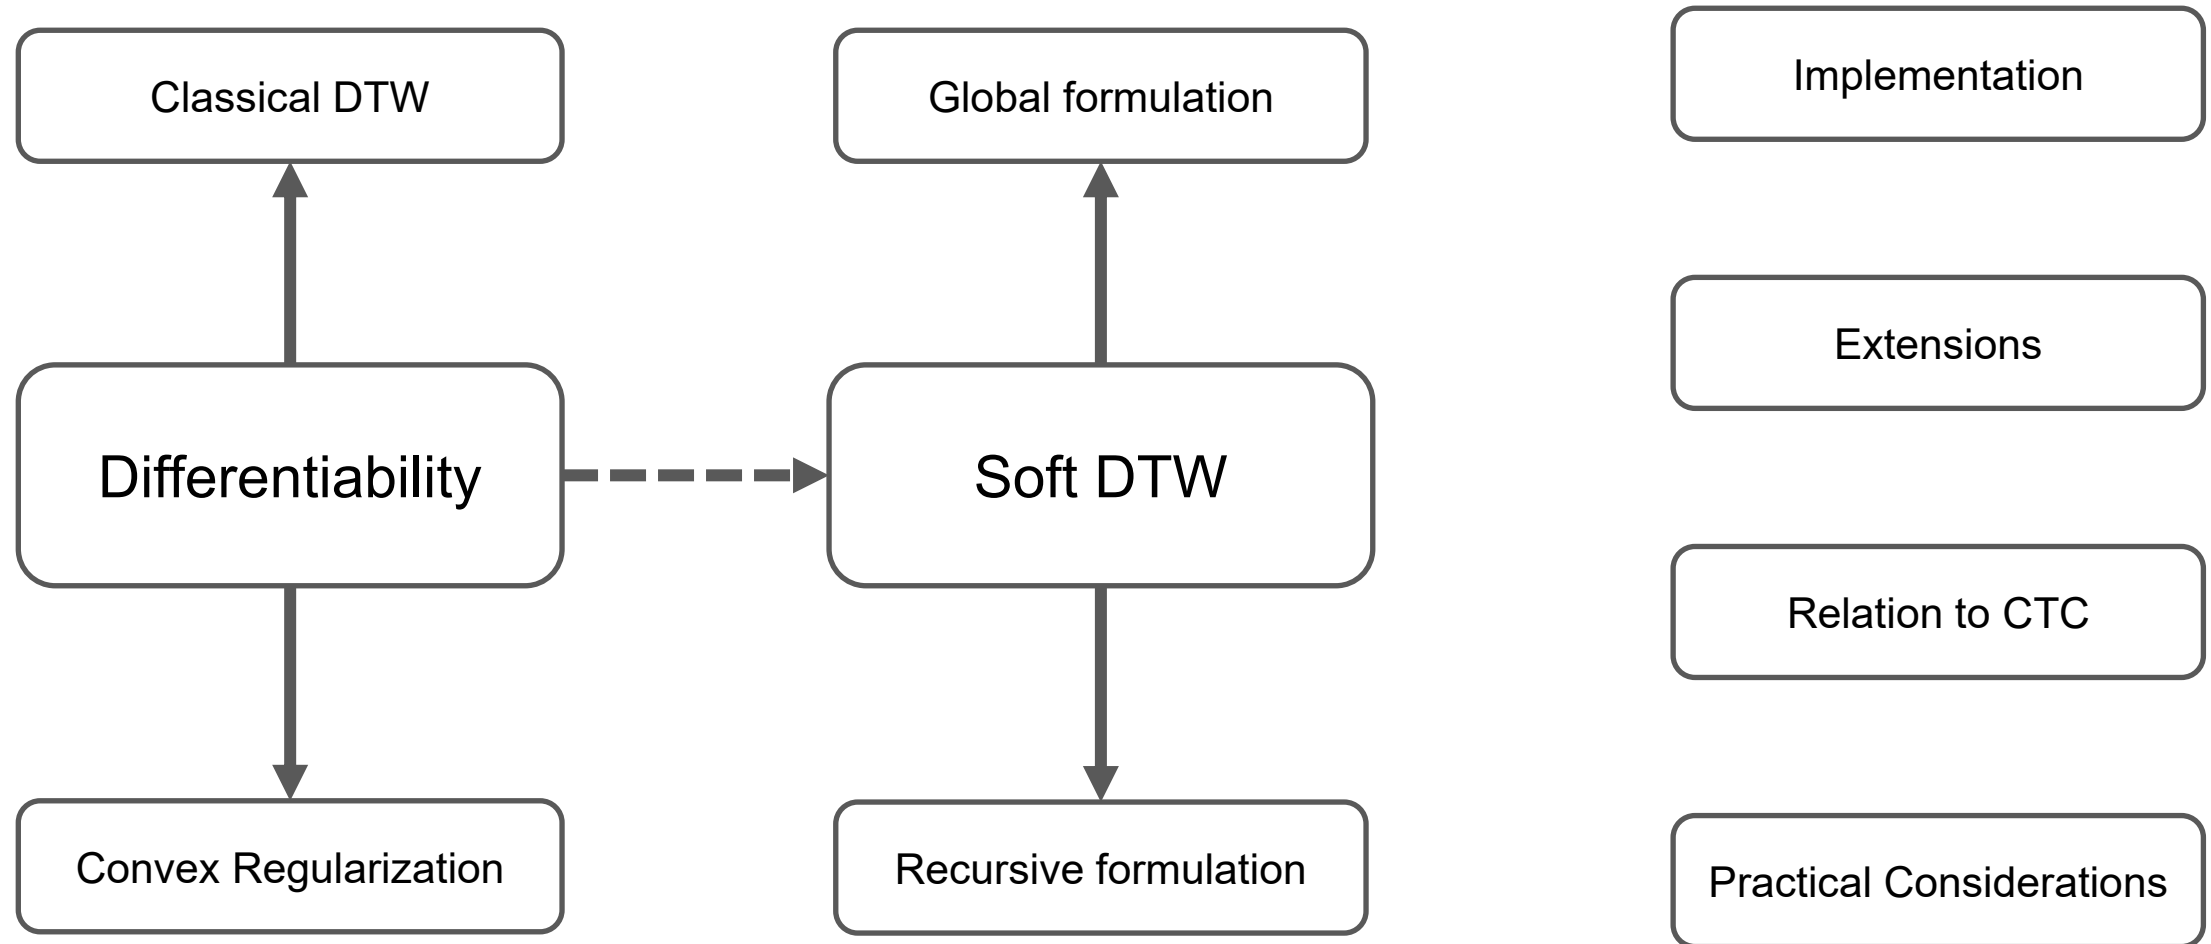 Classical DTW
Global formulation
Implementation
Extensions
Differentiability
Soft DTW
Relation to CTC
Convex Regularization
Recursive formulation
Practical Considerations